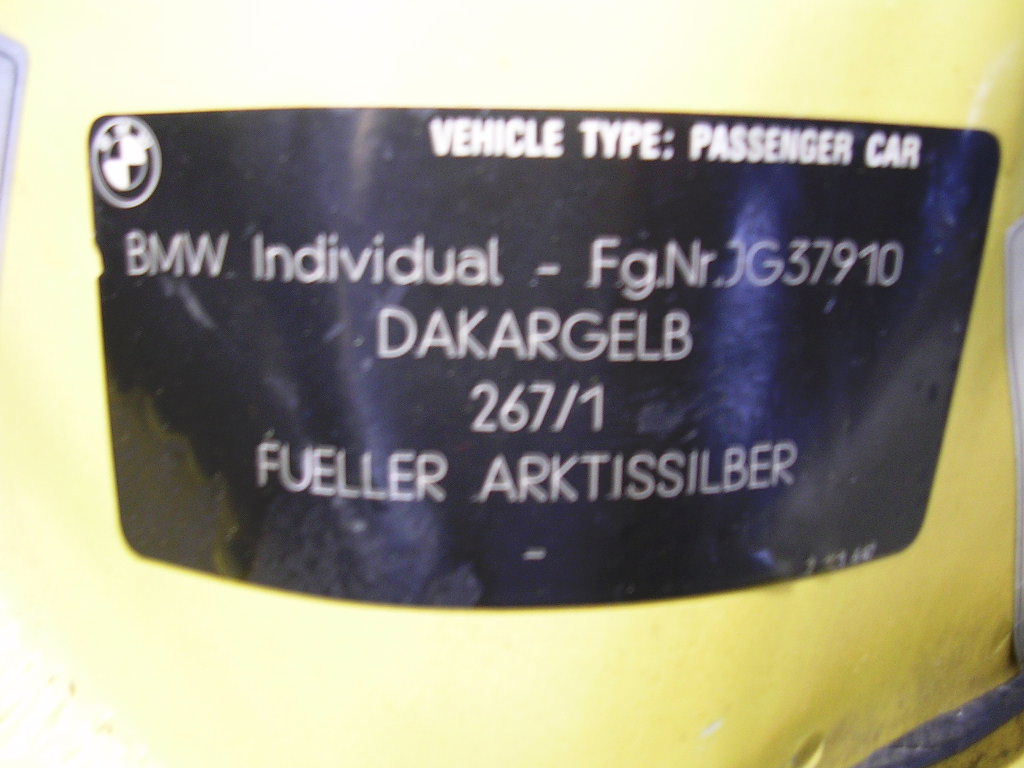 VEHICLE TYPE: PASSENGER CAR
BMW Individual - Fg.Nr.JG37910
DAKARGELB
267/1
FUELLER ARKTISSILBER
-